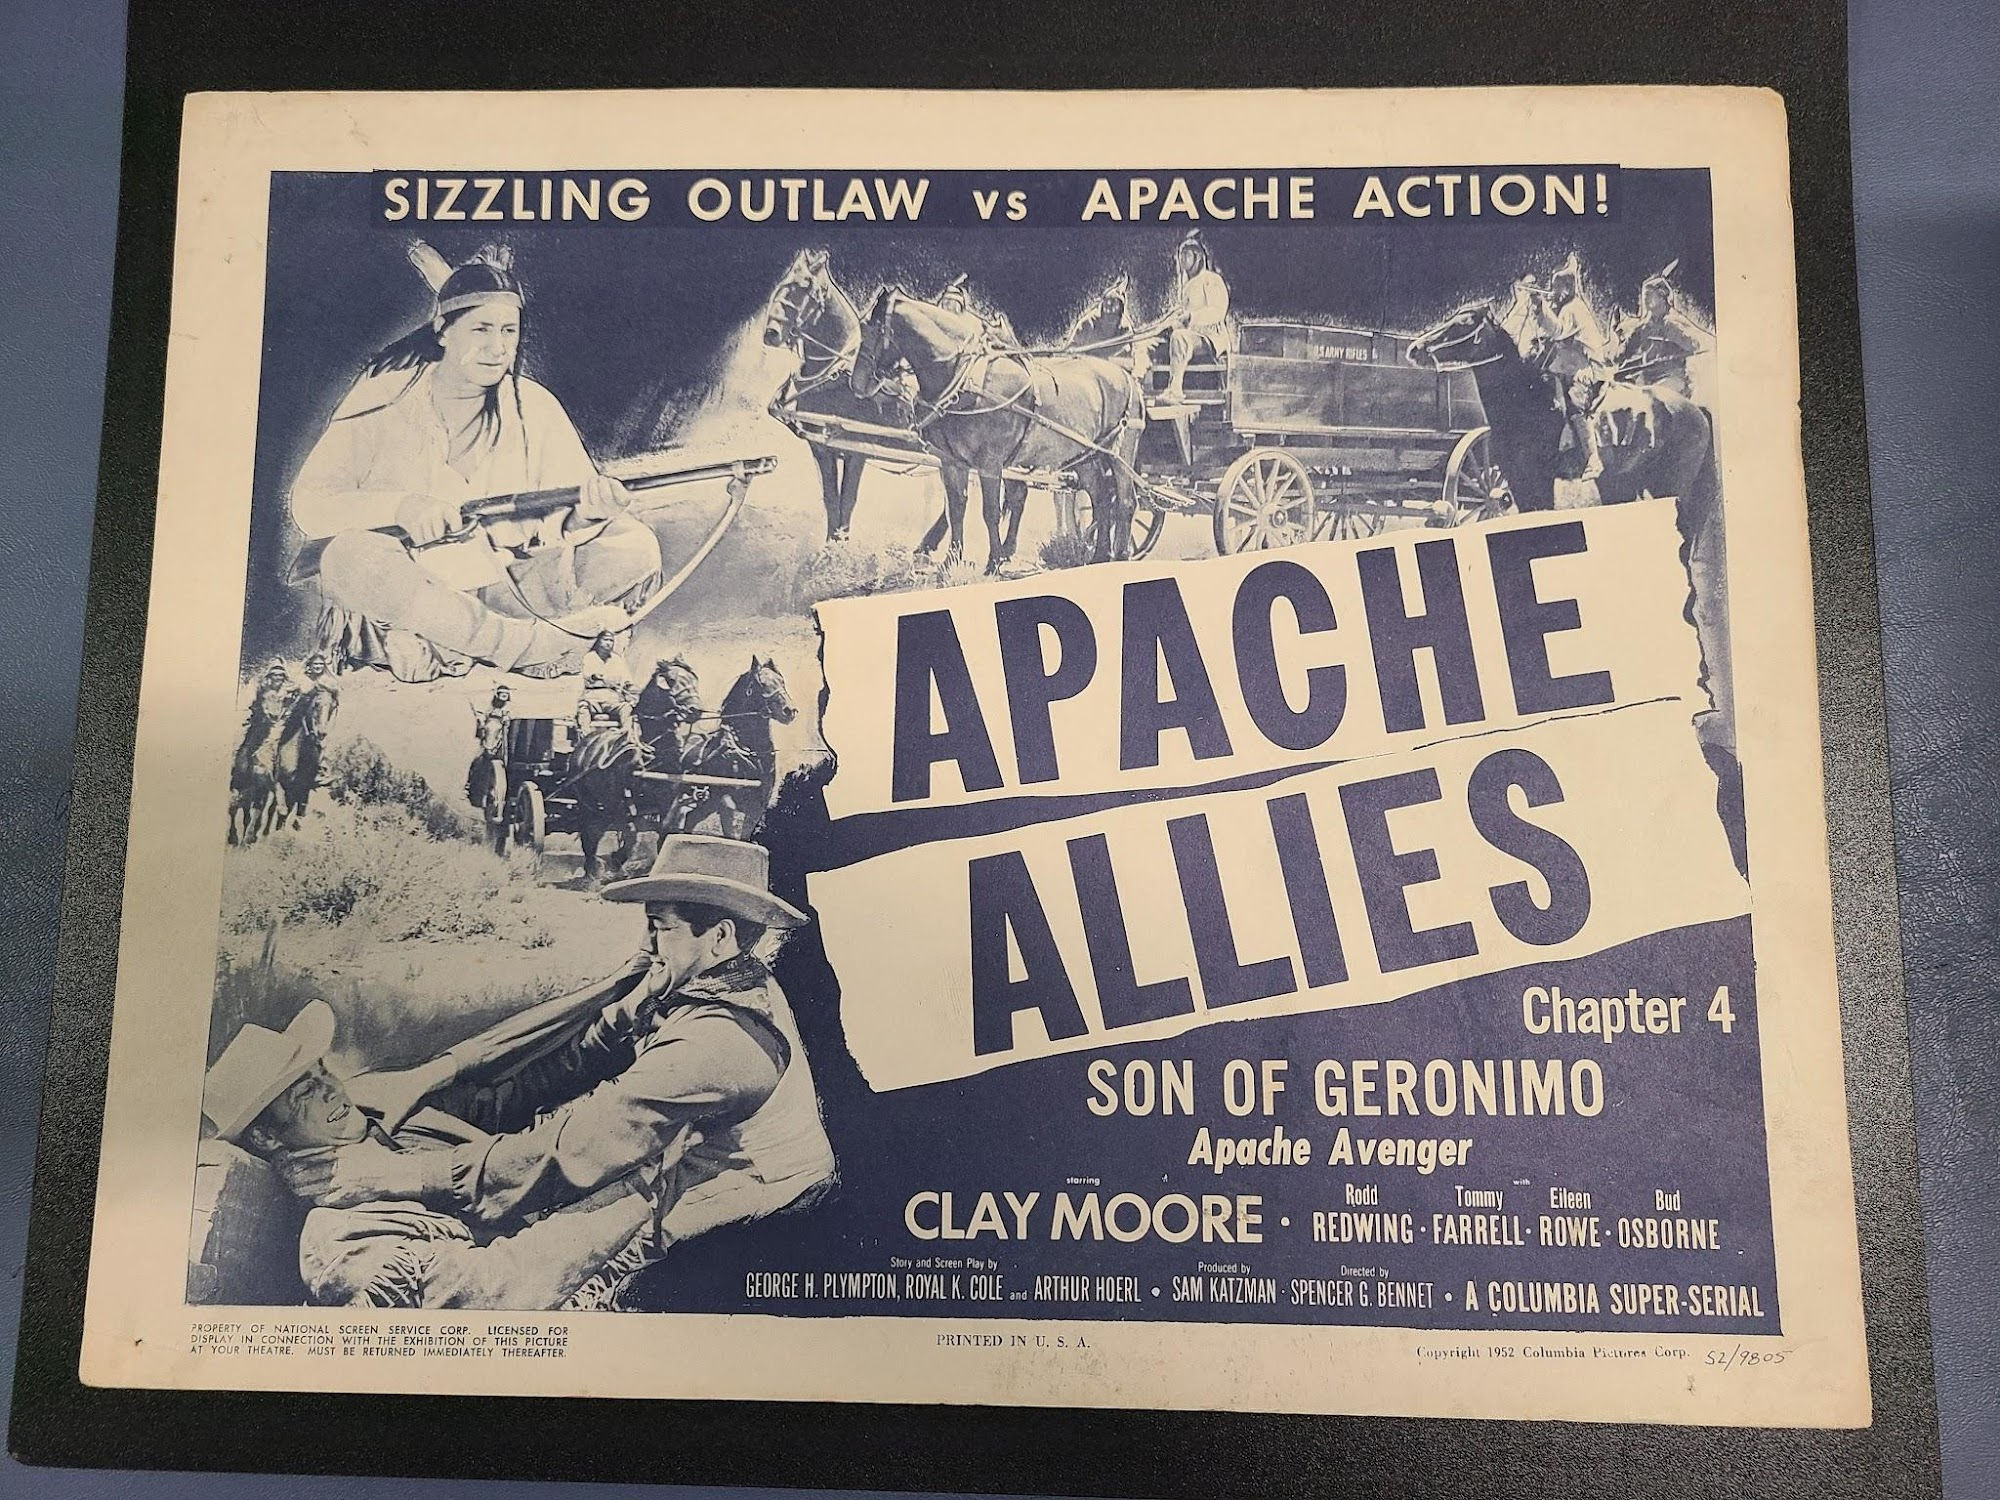 SIZZLING OUTLAW vs APACHE ACTION!
U.S ARMY RIFLES
APACHE
ALLIES
Chapter 4
SON OF GERONIMO
Apache Avenger
starring
CLAY MOORE •
with
Rodd REDWING • Tommy FARRELL • Eileen ROWE • Bud OSBORNE
Story and Screen Play by
GEORGE H. PLYMPTON, ROYAL K. COLE and ARTHUR HOERL •
Produced by
SAM KATZMAN •
Directed by
SPENCER G. BENNET •
A COLUMBIA SUPER-SERIAL
PROPERTY OF NATIONAL SCREEN SERVICE CORP. LICENSED FOR
DISPLAY IN CONNECTION WITH THE EXHIBITION OF THIS PICTURE
AT YOUR THEATRE. MUST BE RETURNED IMMEDIATELY THEREAFTER.
PRINTED IN U. S. A.
Copyright 1952 Columbia Pictures Corp. 52/9805